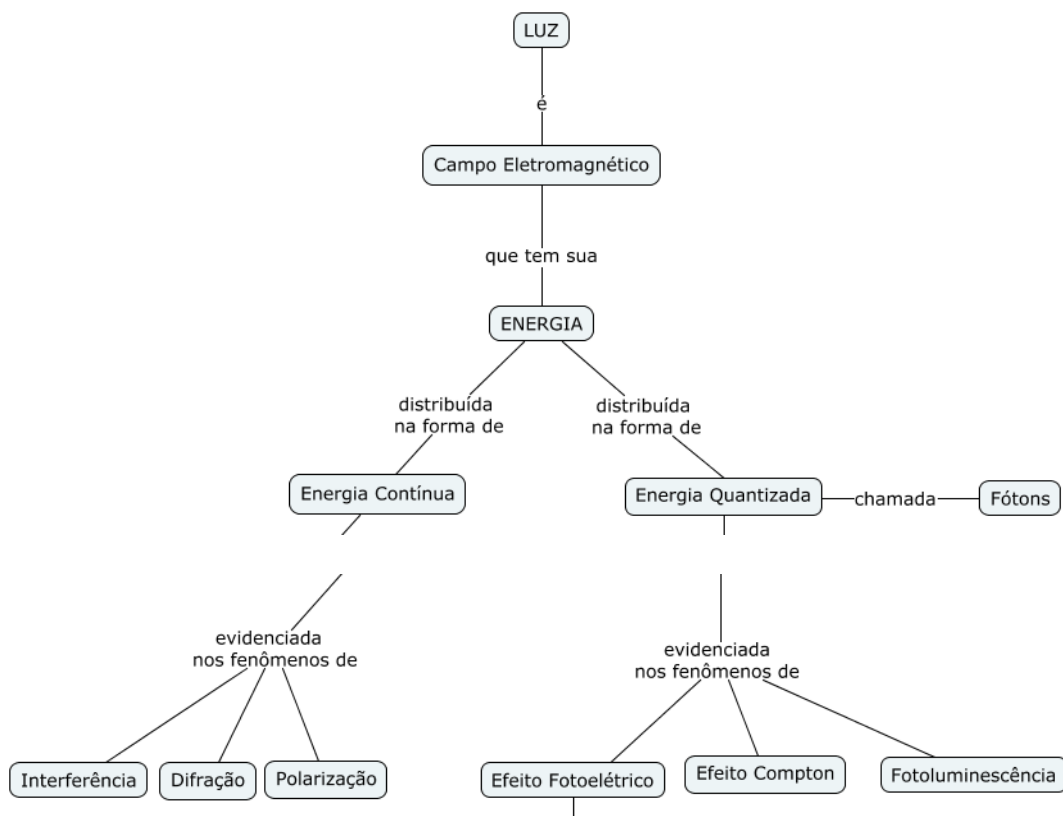 LUZ
é
Campo Eletromagnético
que tem sua
ENERGIA
distribuída
na forma de
distribuída
na forma de
Energia Contínua
Energia Quantizada
chamada
Fótons
evidenciada
nos fenômenos de
evidenciada
nos fenômenos de
Interferência
Difração
Polarização
Efeito Fotoelétrico
Efeito Compton
Fotoluminescência